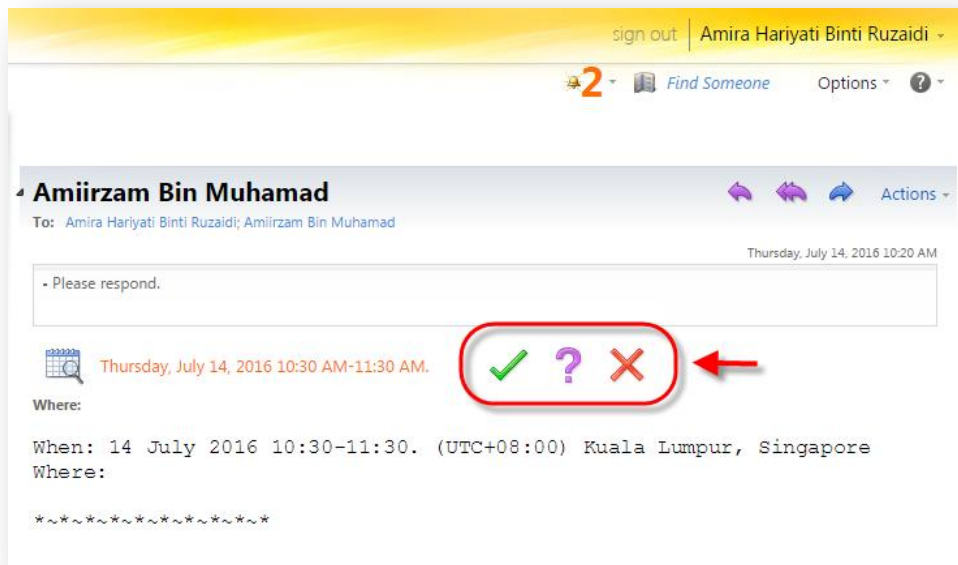 sign out | Amira Hariyati Binti Ruzaidi
2 Find Someone Options ?
Amiirzam Bin Muhamad
Actions
To: Amira Hariyati Binti Ruzaidi; Amiirzam Bin Muhamad
Thursday, July 14, 2016 10:20 AM
- Please respond.
Thursday, July 14, 2016 10:30 AM-11:30 AM. ?
Where:
When: 14 July 2016 10:30-11:30. (UTC+08:00) Kuala Lumpur, Singapore
Where:
*~*~*~*~*~*~*~*~*~*